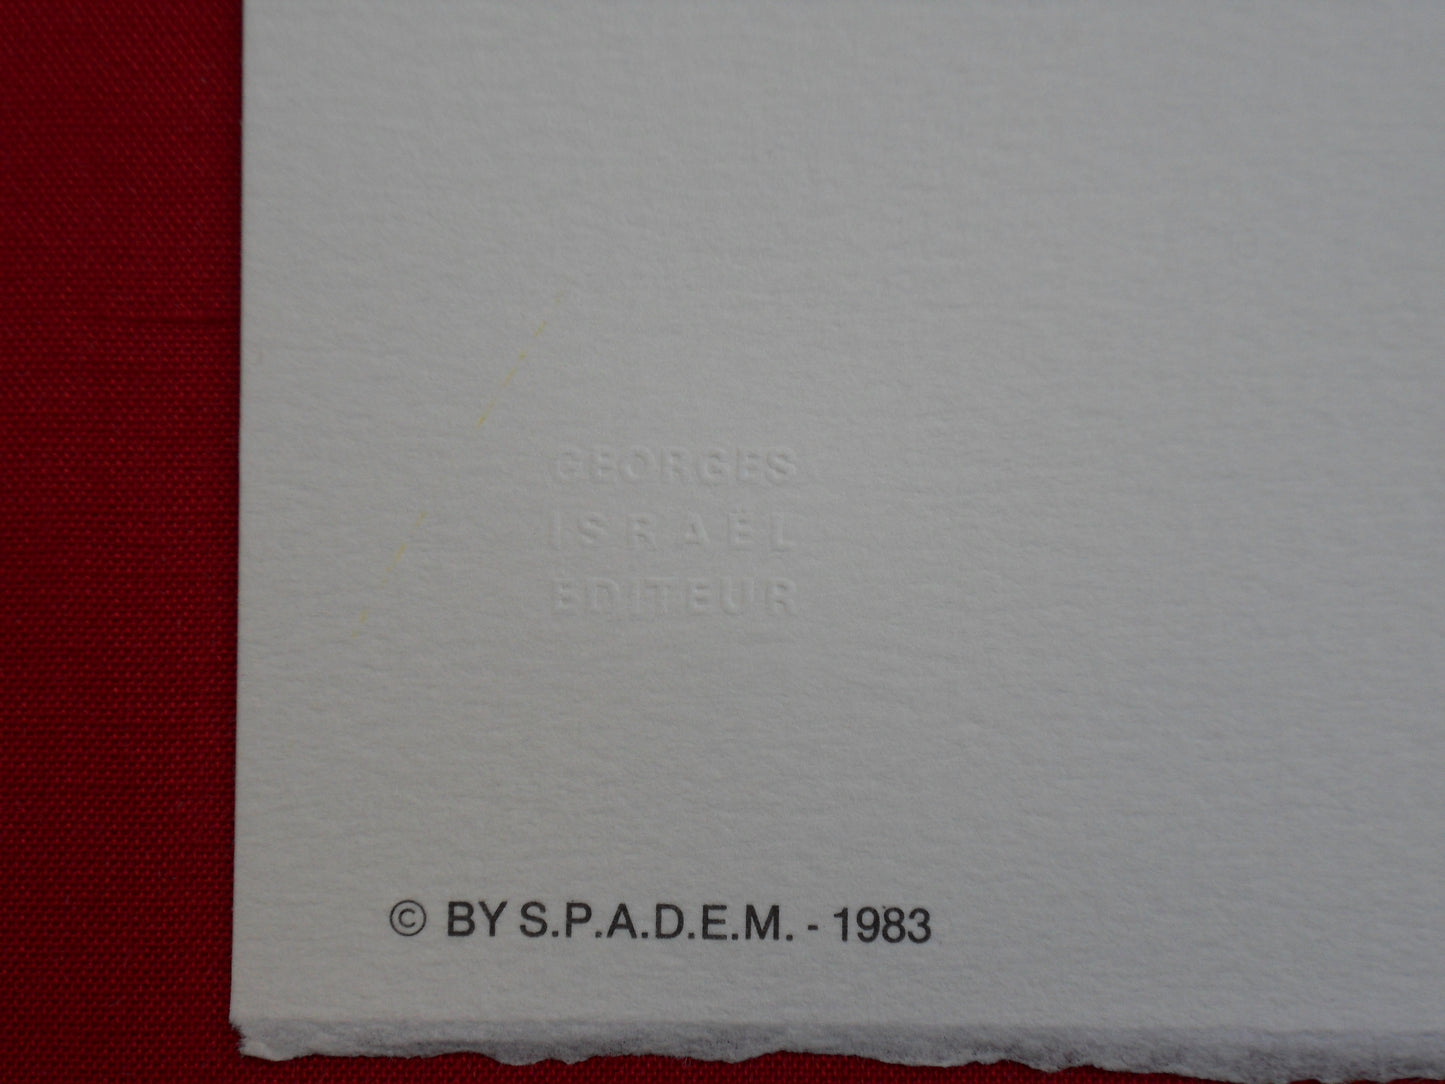 GEORGES
ISRAËL
EDITEUR
© BY S.P.A.D.E.M. - 1983